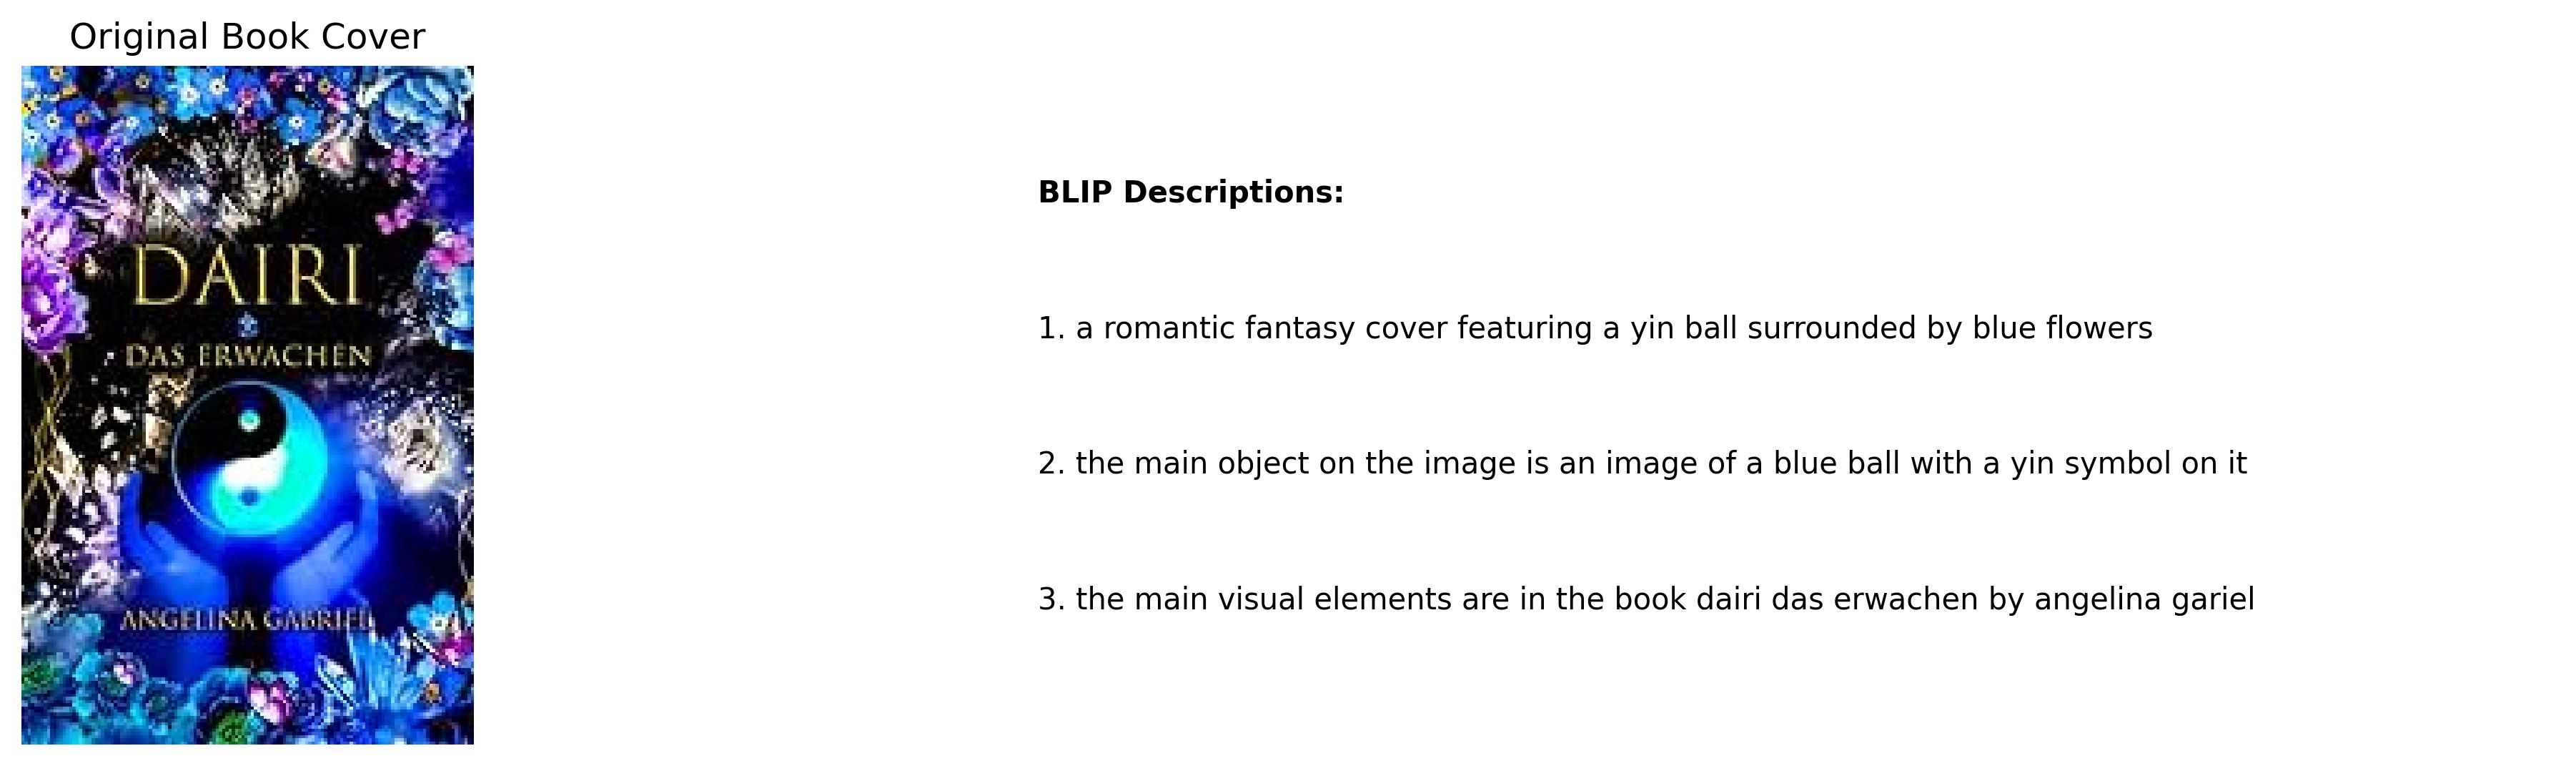 Original Book Cover
DAIRI
DAS ERWACHEN
ANGELINA GABRIEL
BLIP Descriptions:
1. a romantic fantasy cover featuring a yin ball surrounded by blue flowers
2. the main object on the image is an image of a blue ball with a yin symbol on it
3. the main visual elements are in the book dairi das erwachen by angelina gariel